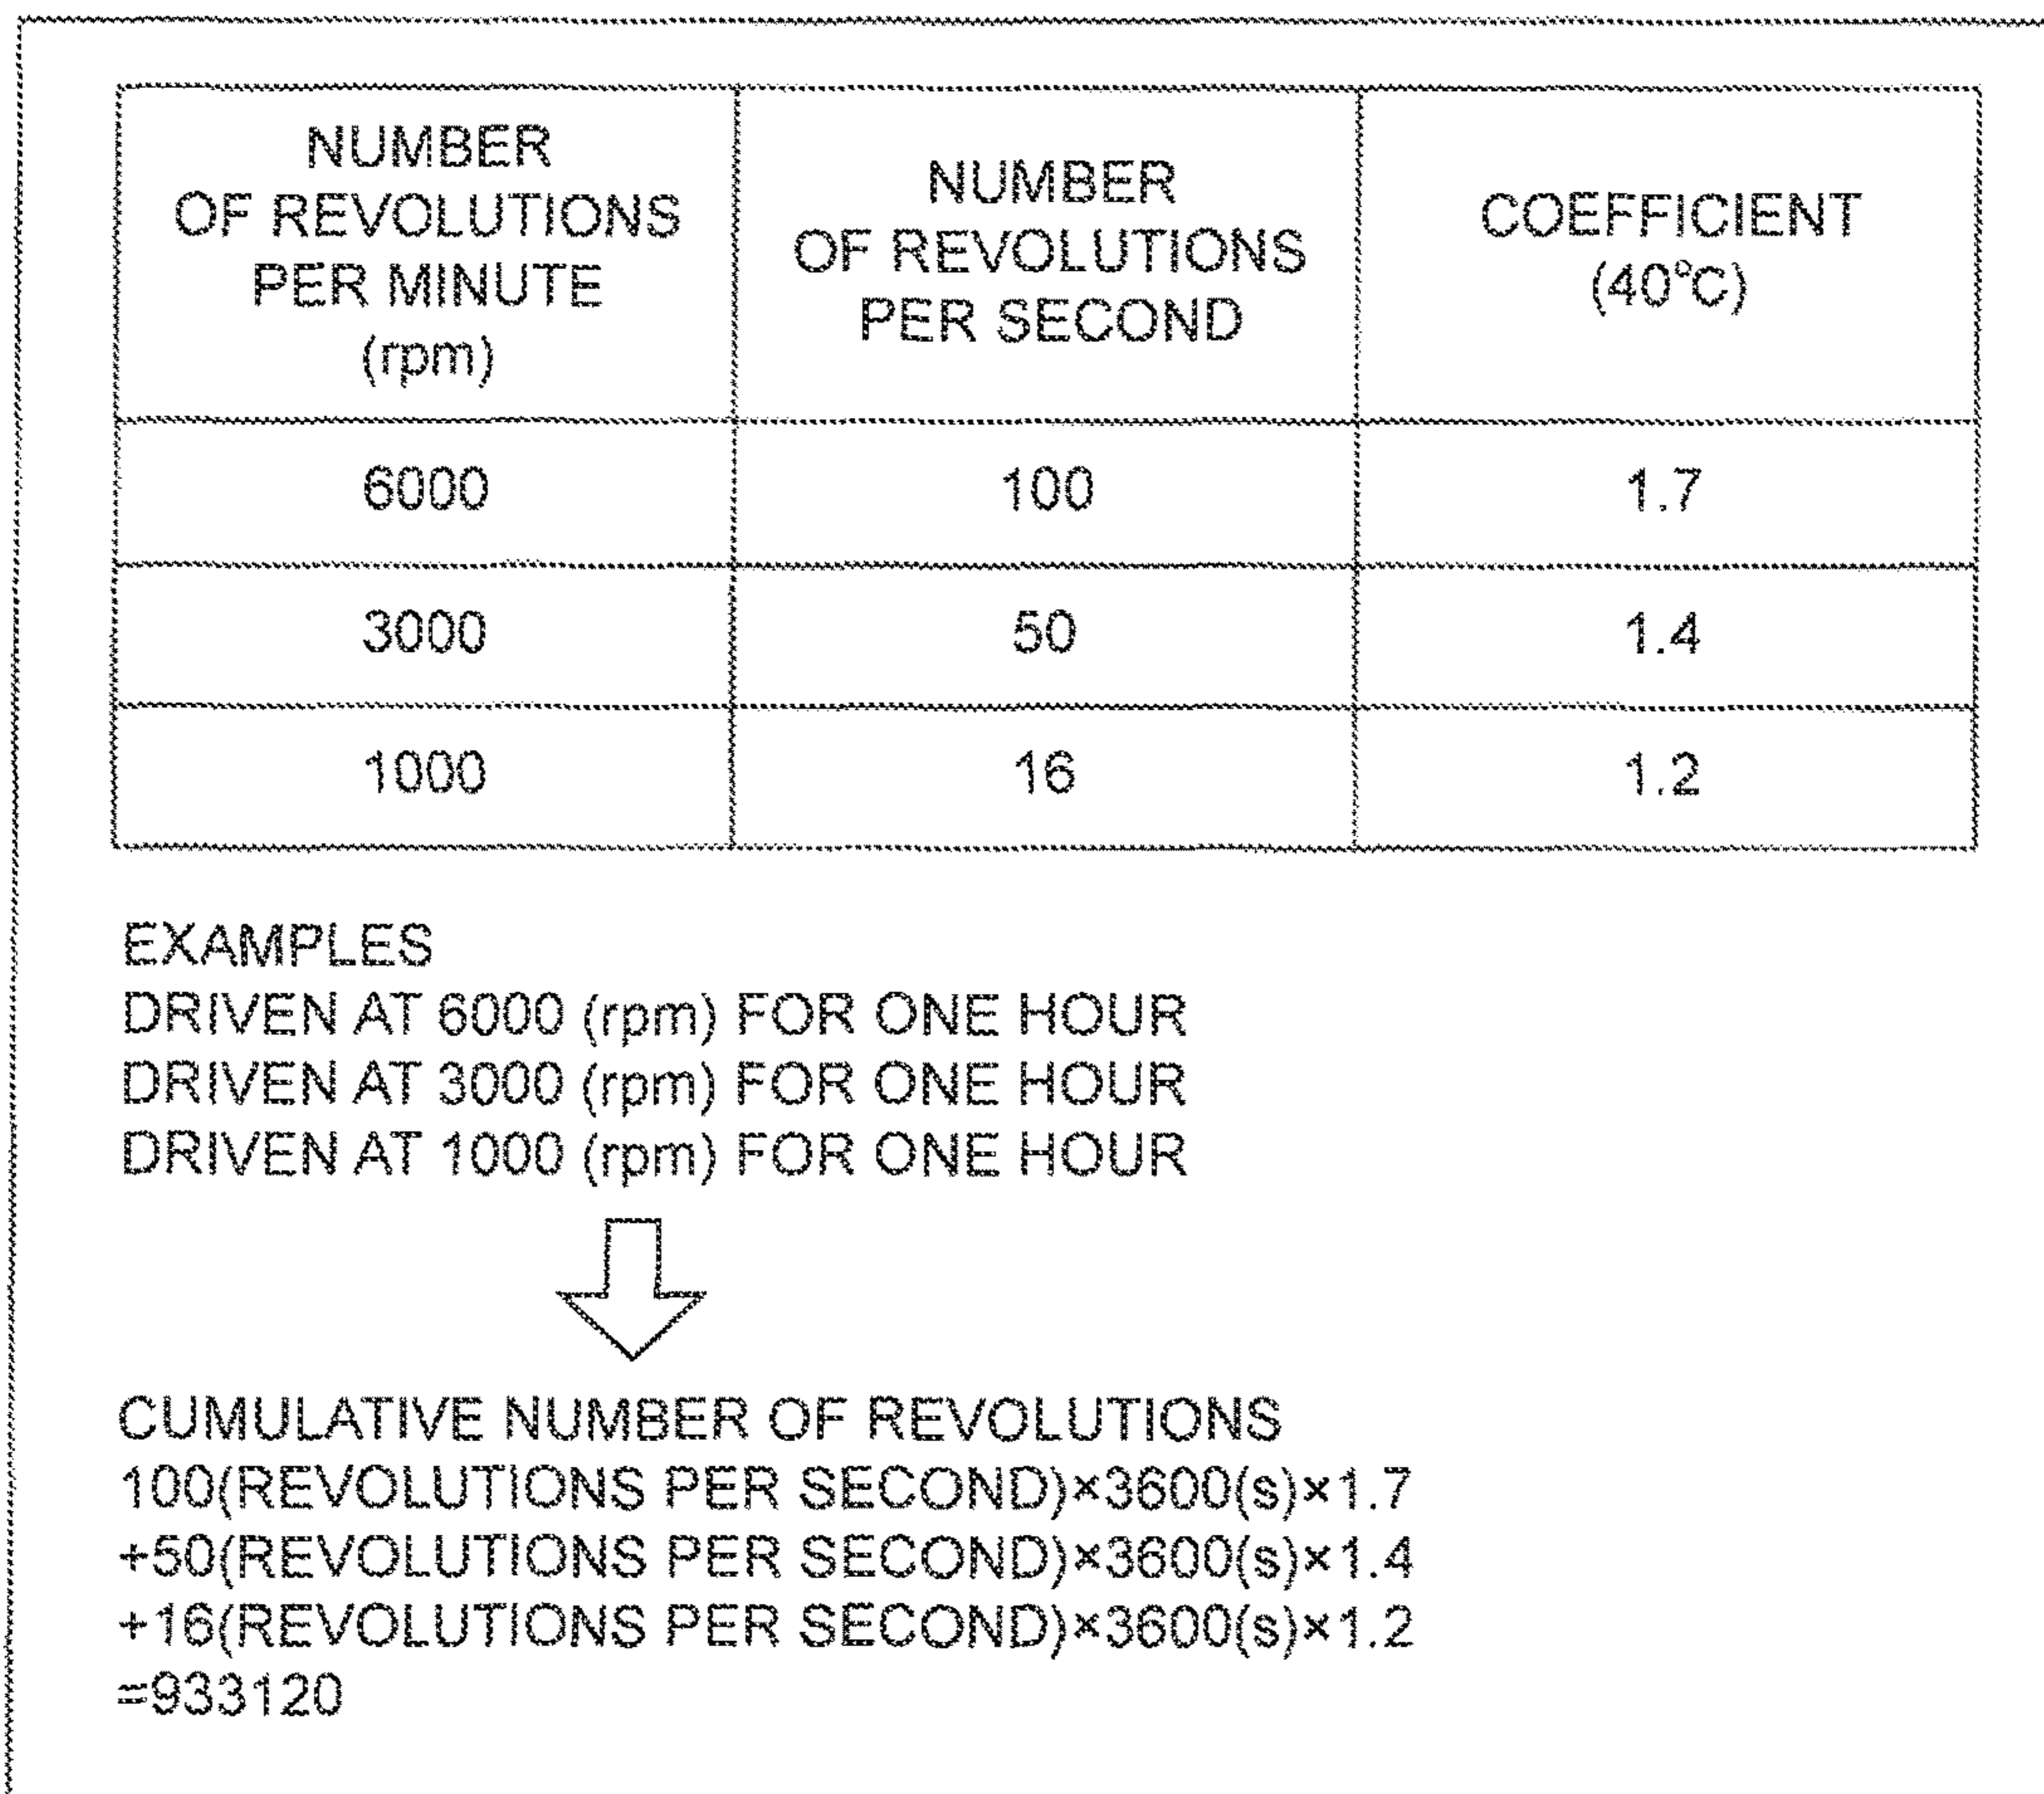 NUMBER
OF REVOLUTIONS
PER MINUTE
(rpm)
NUMBER
OF REVOLUTIONS
PER SECOND
COEFFICIENT
(40°C)
6000
100
1.7
3000
50
1.4
1000
16
1.2
EXAMPLES
DRIVEN AT 6000 (rpm) FOR ONE HOUR
DRIVEN AT 3000 (rpm) FOR ONE HOUR
DRIVEN AT 1000 (rpm) FOR ONE HOUR
CUMULATIVE NUMBER OF REVOLUTIONS
100(REVOLUTIONS PER SECOND)×3600(s)×1.7
+50(REVOLUTIONS PER SECOND)×3600(s)×1.4
+16(REVOLUTIONS PER SECOND)×3600(s)×1.2
=933120